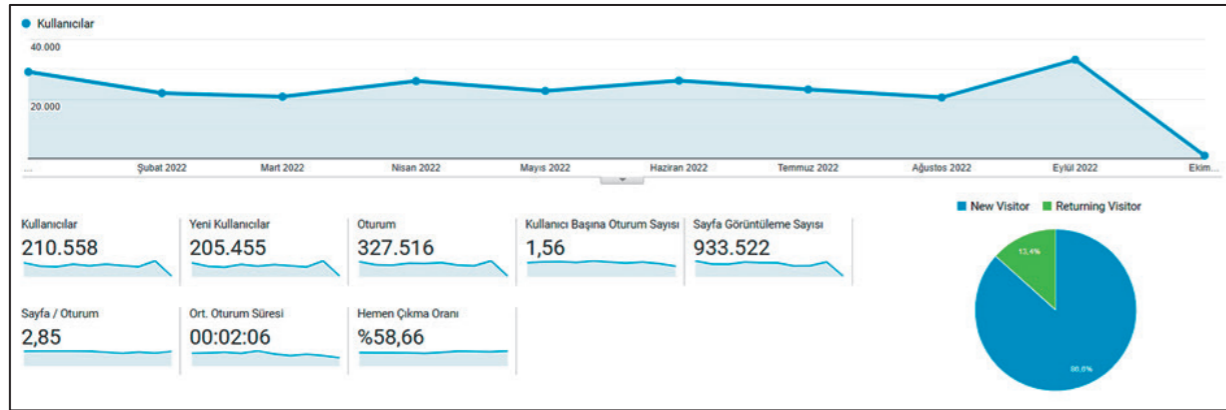 Kullanıcılar
40.000
20.000
...
Şubat 2022
Mart 2022
Nisan 2022
Mayıs 2022
Haziran 2022
Temmuz 2022
Ağustos 2022
Eylül 2022
Ekim...
New Visitor
Returning Visitor
Kullanıcılar
210.558
Yeni Kullanıcılar
205.455
Oturum
327.516
Kullanıcı Başına Oturum Sayısı
1,56
Sayfa Görüntüleme Sayısı
933.522
Sayfa / Oturum
2,85
Ort. Oturum Süresi
00:02:06
Hemen Çıkma Oranı
%58,66
13,4%
86,6%